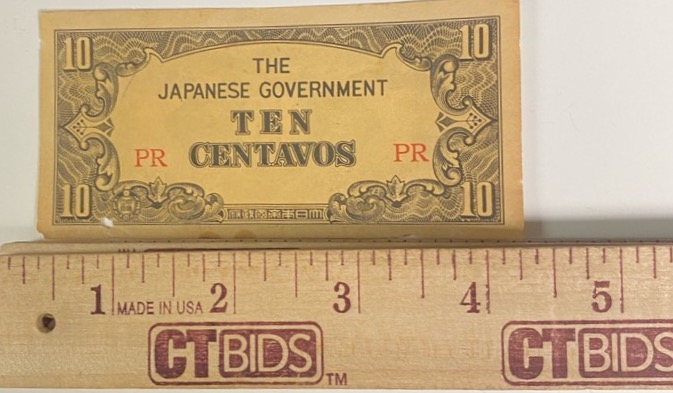 10 10
THE
JAPANESE GOVERNMENT
TEN
PR CENTAVOS PR
10 10
1 MADE IN USA 2 3 4 5
CTBIDS TM CTBIDS